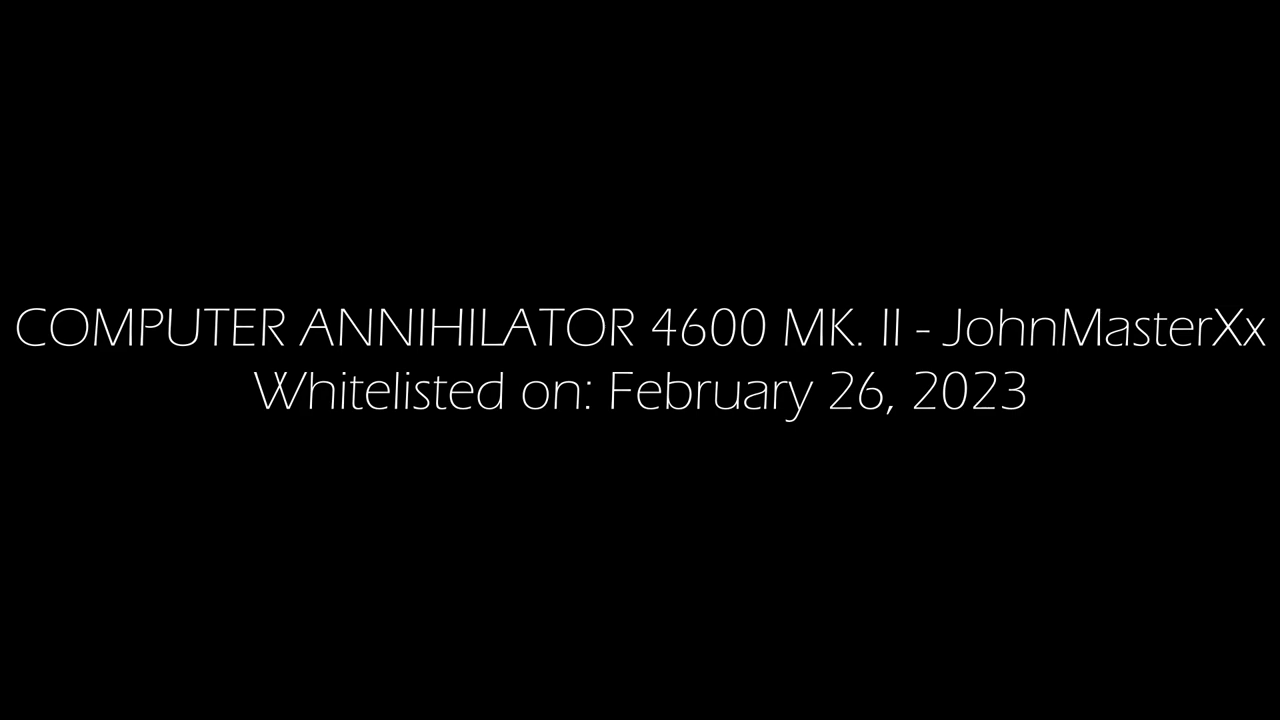 COMPUTER ANNIHILATOR 4600 MK. II - JohnMasterXx
Whitelisted on: February 26, 2023